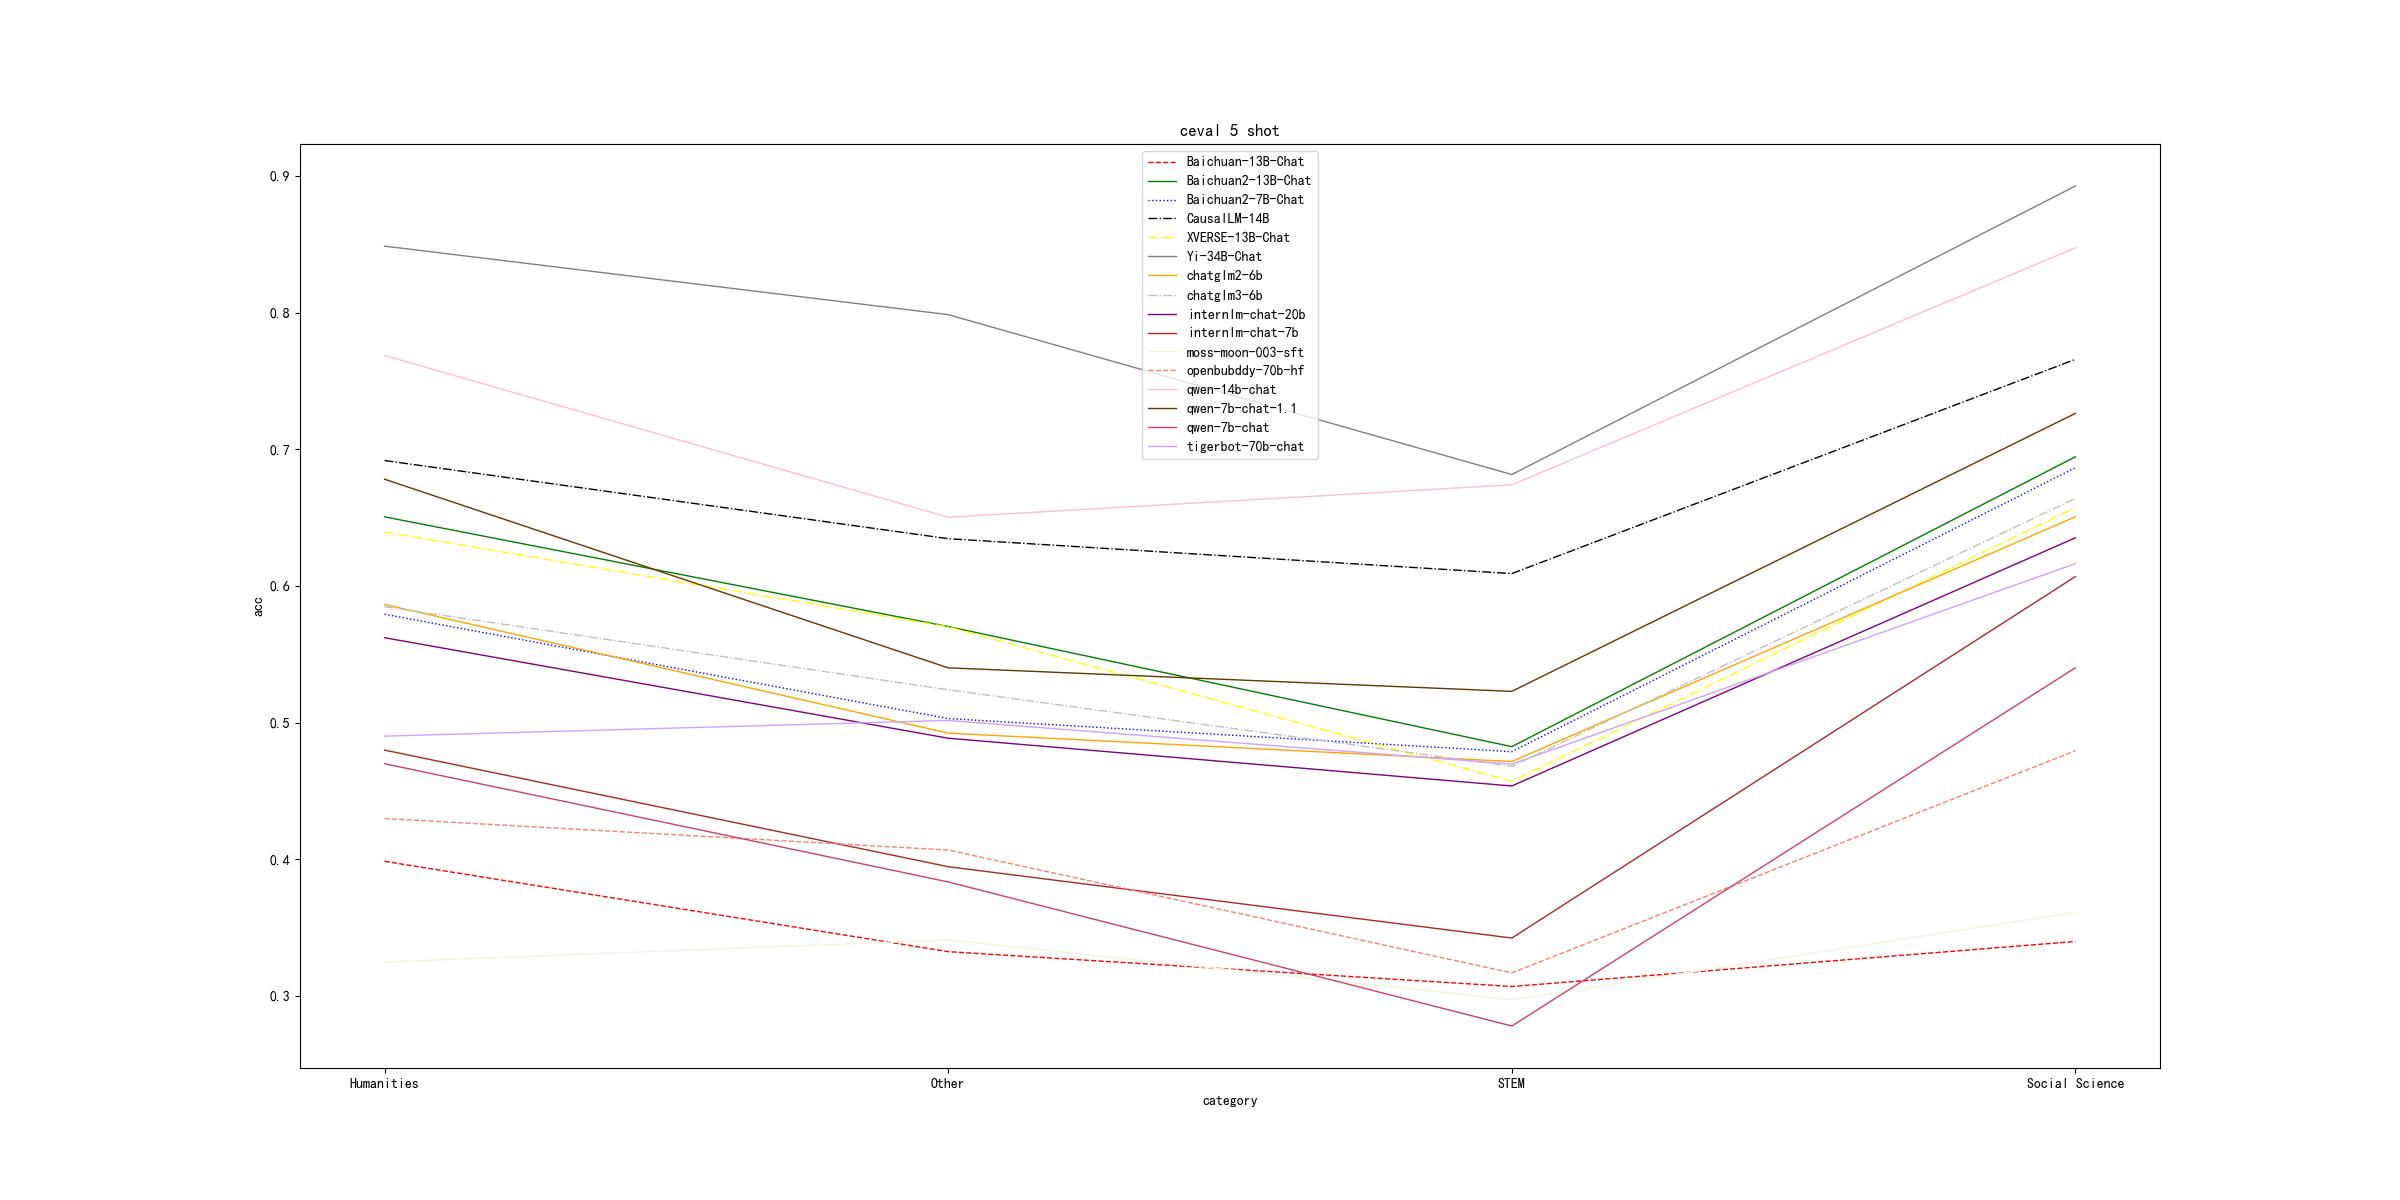 ceval 5 shot
Baichuan-13B-Chat
Baichuan2-13B-Chat
Baichuan2-7B-Chat
CausalLM-14B
XVERSE-13B-Chat
Yi-34B-Chat
chatglm2-6b
chatglm3-6b
internlm-chat-20b
internlm-chat-7b
moss-moon-003-sft
openbubddy-70b-hf
qwen-14b-chat
qwen-7b-chat-1.1
qwen-7b-chat
tigerbot-70b-chat
0.9
0.8
0.7
0.6
0.5
0.4
0.3
acc
Humanities
Other
STEM
Social Science
category